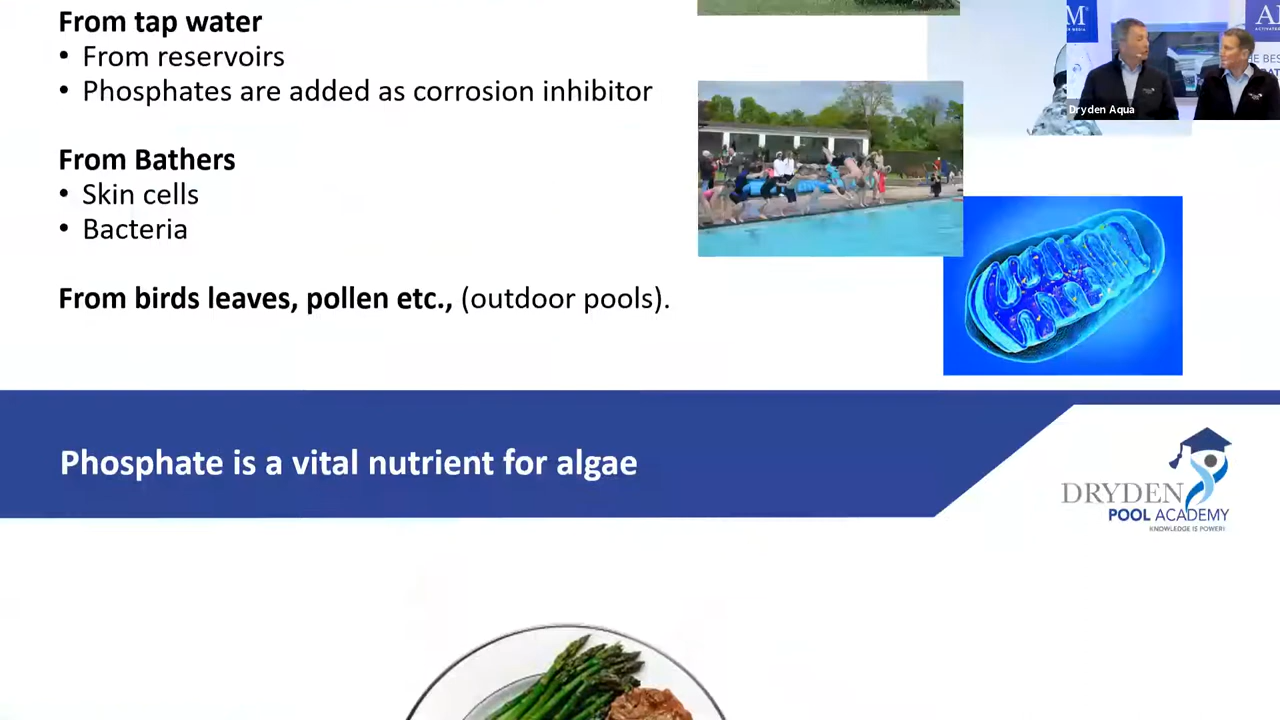 From tap water
• From reservoirs
• Phosphates are added as corrosion inhibitor
From Bathers
• Skin cells
• Bacteria
From birds leaves, pollen etc., (outdoor pools).
Dryden Aqua
Phosphate is a vital nutrient for algae
DRYDEN
POOL ACADEMY
KNOWLEDGE IS POWER!